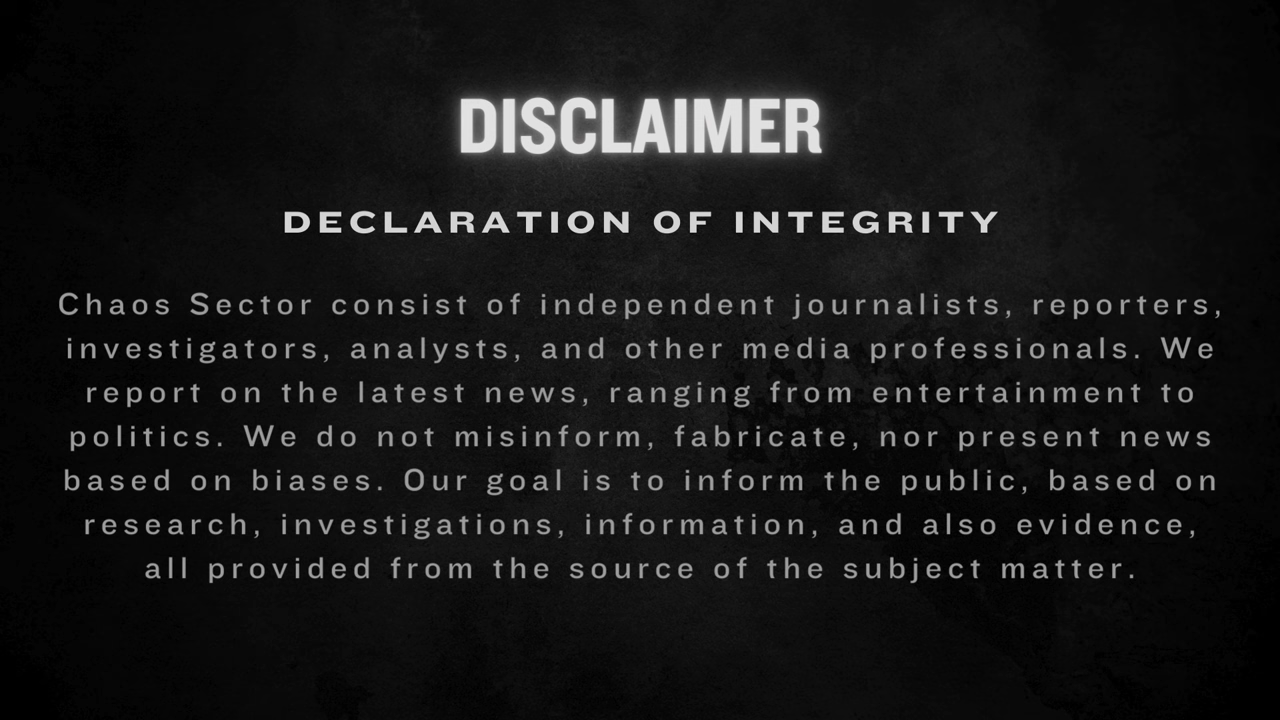 DISCLAIMER
DECLARATION OF INTEGRITY
Chaos Sector consist of independent journalists, reporters,
investigators, analysts, and other media professionals. We
report on the latest news, ranging from entertainment to
politics. We do not misinform, fabricate, nor present news
based on biases. Our goal is to inform the public, based on
research, investigations, information, and also evidence,
all provided from the source of the subject matter.